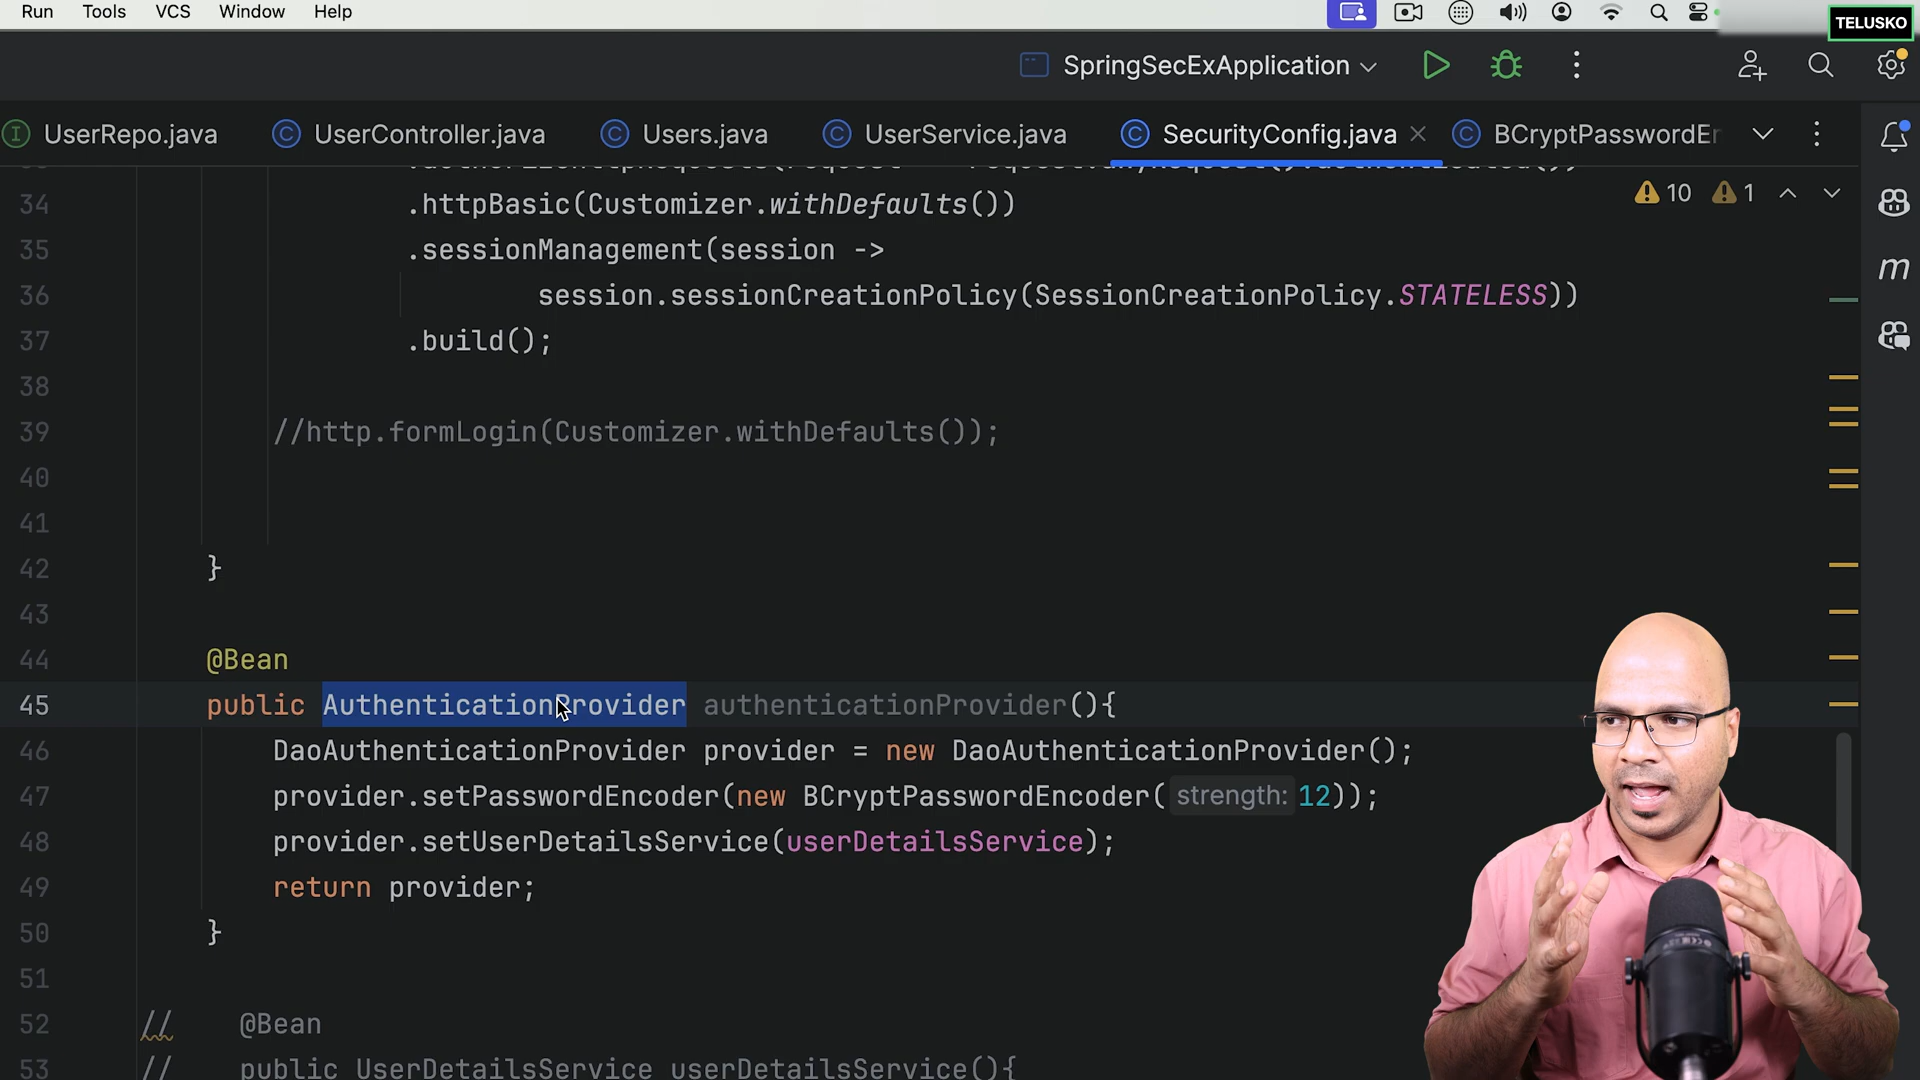 Run Tools VCS Window Help
TELUSKO
SpringSecExApplication
UserRepo.java UserController.java Users.java UserService.java SecurityConfig.java BCryptPasswordEn
34 .httpBasic(Customizer.withDefaults())
10 1
35 .sessionManagement(session ->
36 session.sessionCreationPolicy(SessionCreationPolicy.STATELESS))
37 .build();
38
39 //http.formLogin(Customizer.withDefaults());
40
41
42 }
43
44 @Bean
45 public AuthenticationProvider authenticationProvider(){
46 DaoAuthenticationProvider provider = new DaoAuthenticationProvider();
47 provider.setPasswordEncoder(new BCryptPasswordEncoder( strength: 12));
48 provider.setUserDetailsService(userDetailsService);
49 return provider;
50 }
51
52 // @Bean
53 // public UserDetailsService userDetailsService(){